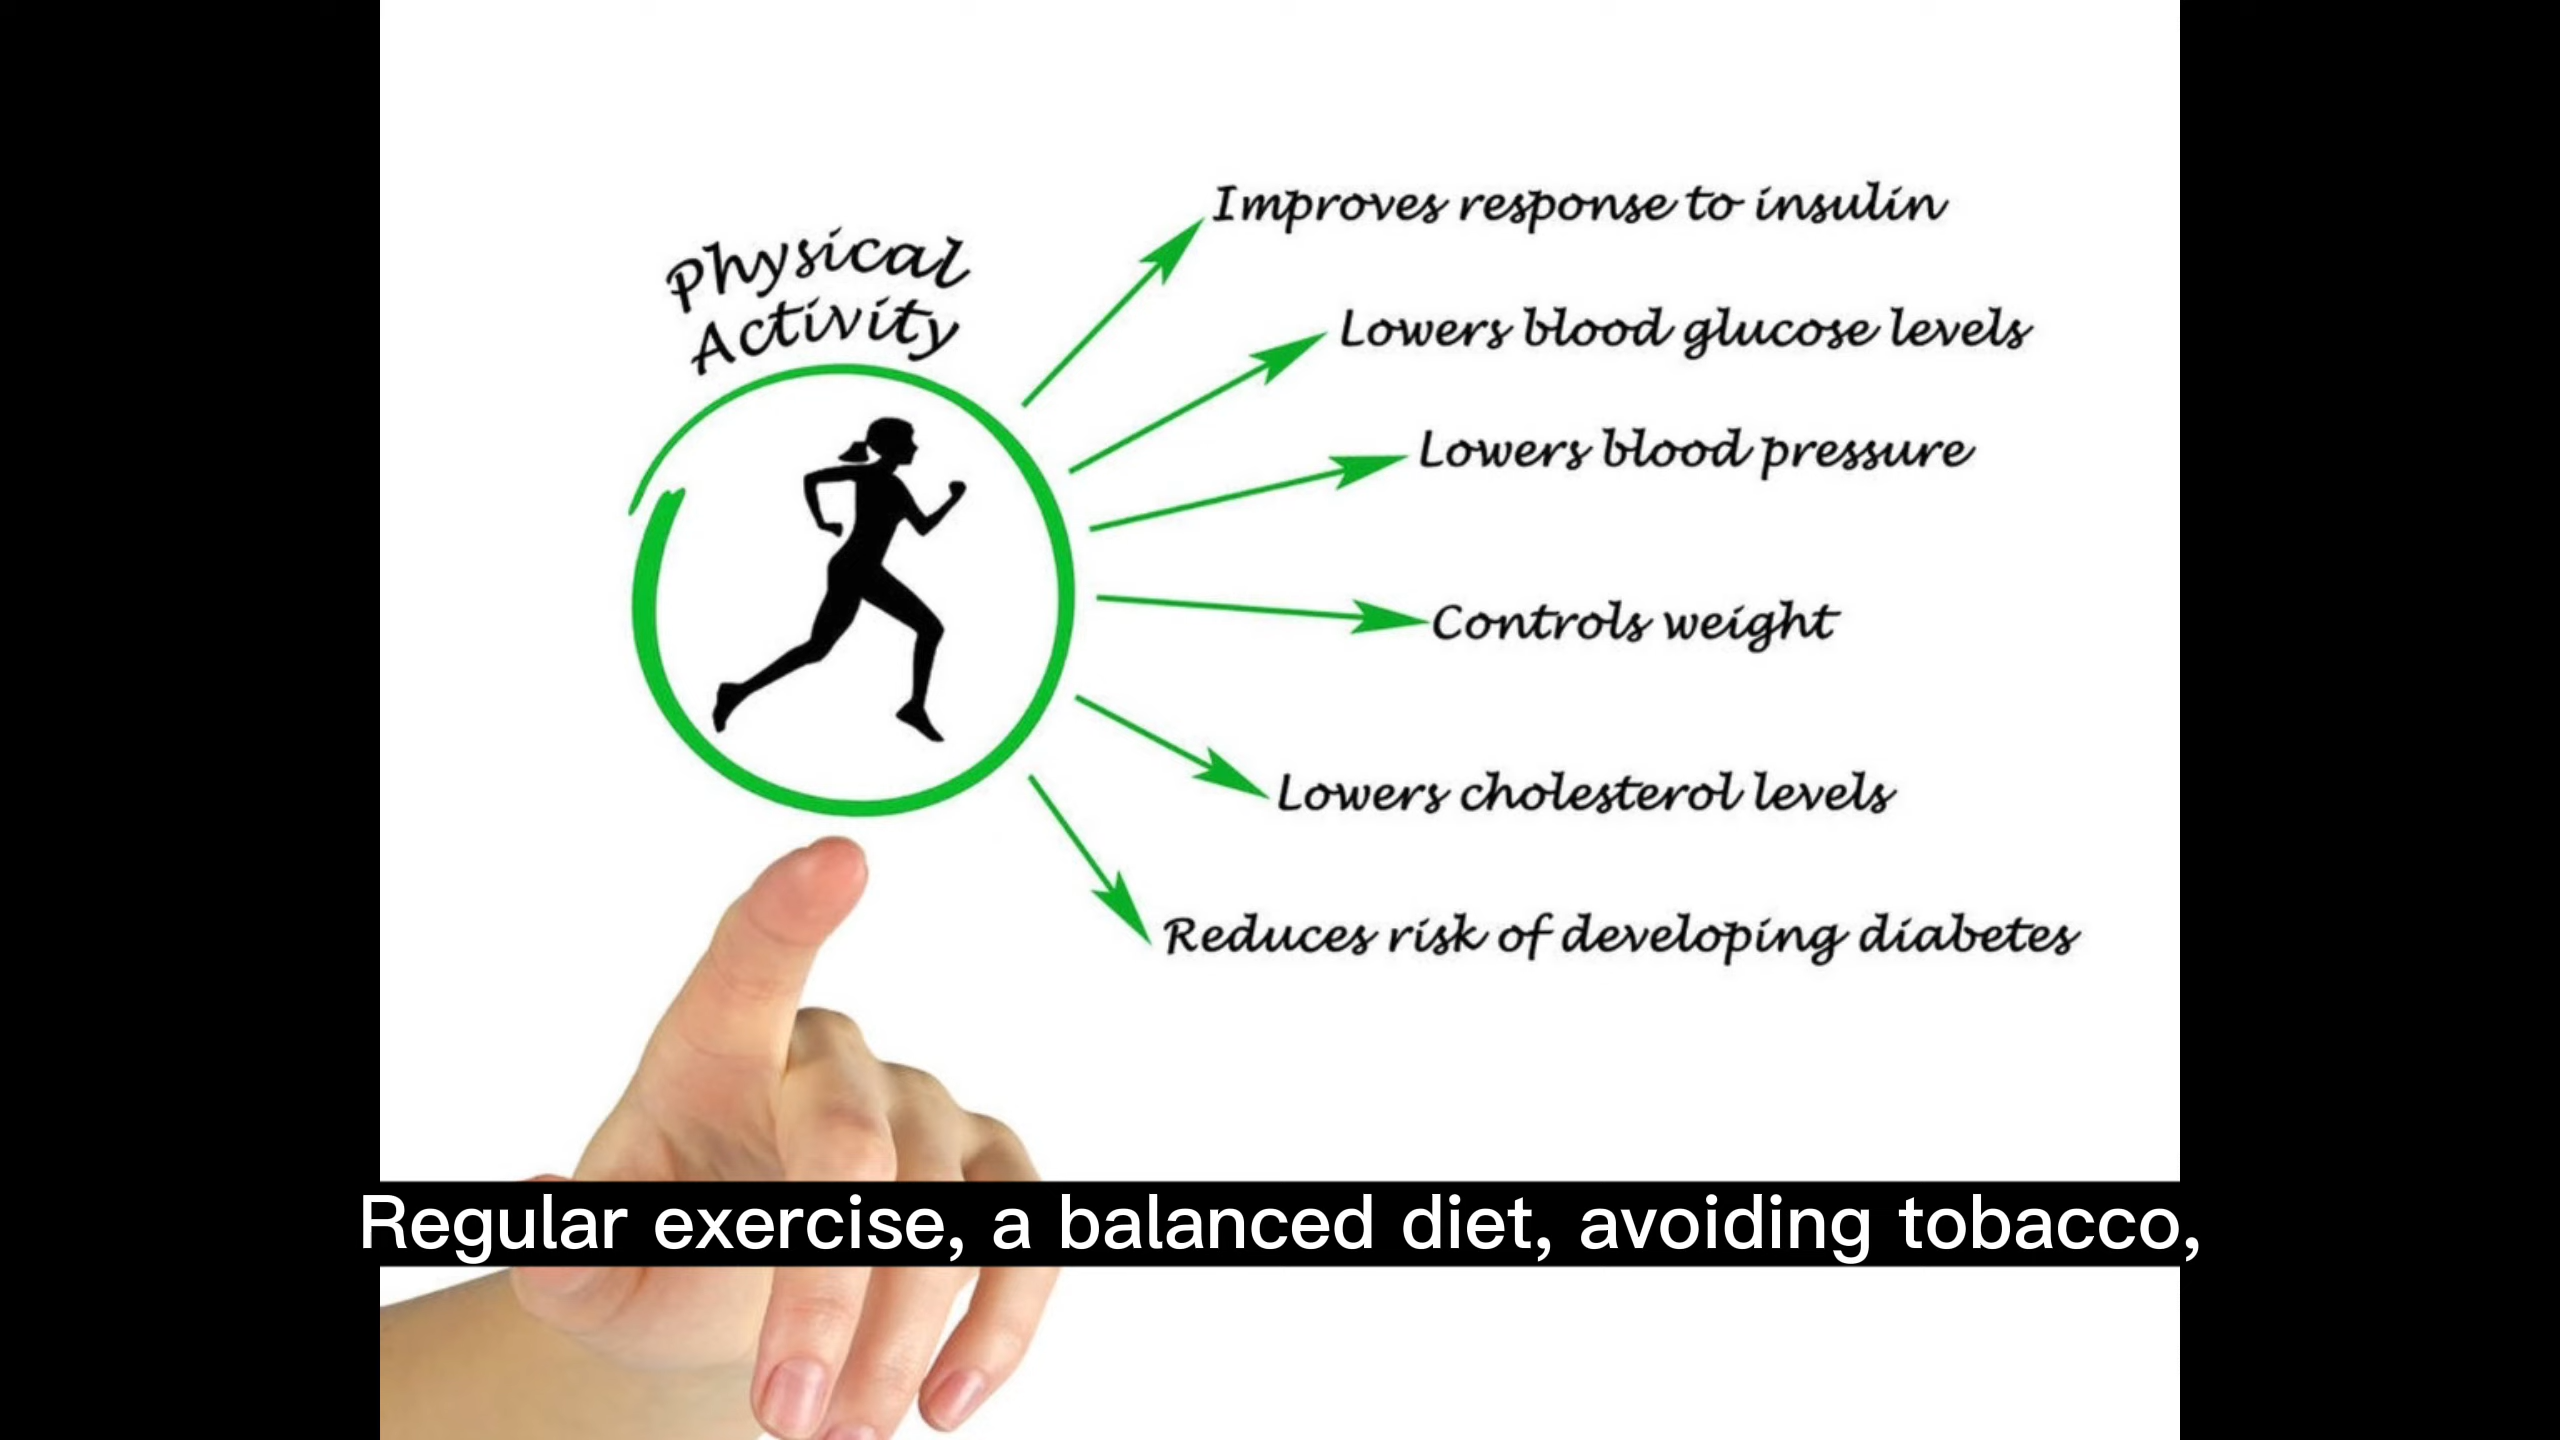 Physical
Activity
Improves response to insulin
Lowers blood glucose levels
Lowers blood pressure
Controls weight
Lowers cholesterol levels
Reduces risk of developing diabetes
Regular exercise, a balanced diet, avoiding tobacco,